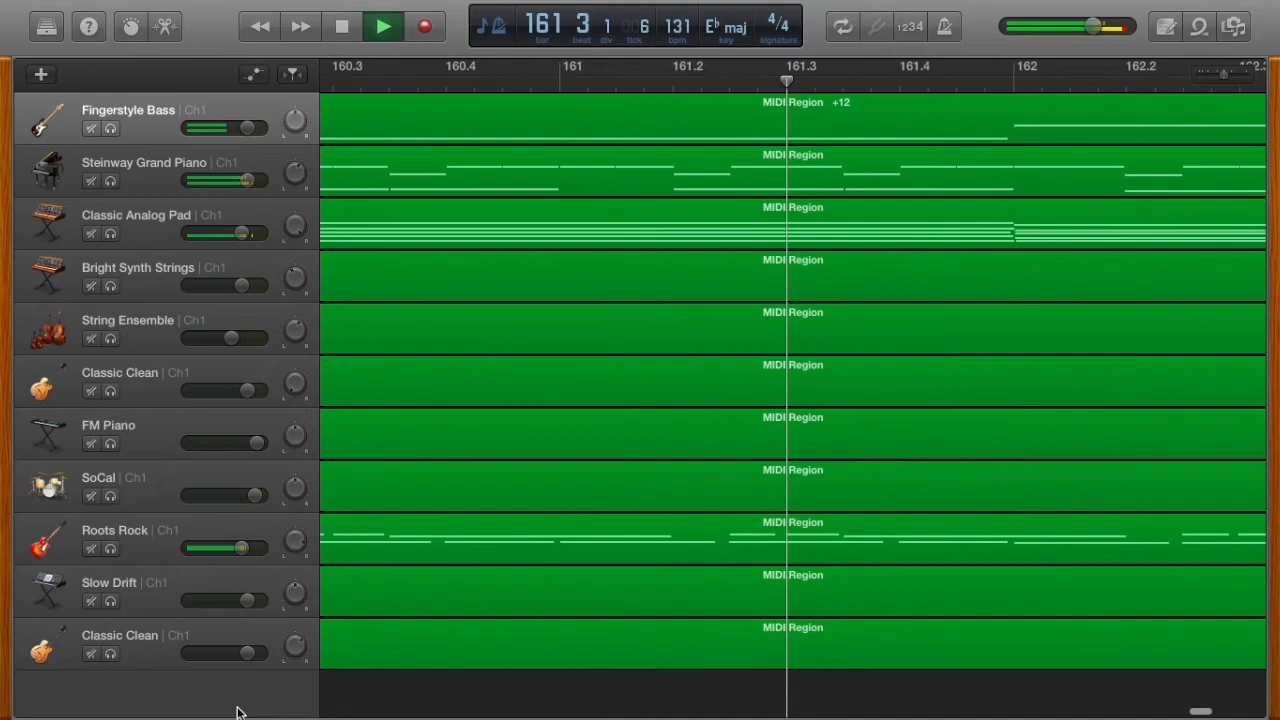 161 3 1 6 131 E♭ maj 4/4
bar beat div tick bpm key signature
?
1234
160.3 160.4 161 161.2 161.3 161.4 162 162.2 162.3
Fingerstyle Bass | Ch1
MIDI Region +12
L R
Steinway Grand Piano | Ch1
MIDI Region
L R
Classic Analog Pad | Ch1
MIDI Region
L R
Bright Synth Strings | Ch1
MIDI Region
L R
String Ensemble | Ch1
MIDI Region
L R
Classic Clean | Ch1
MIDI Region
L R
FM Piano
MIDI Region
L R
SoCal | Ch1
MIDI Region
L R
Roots Rock | Ch1
MIDI Region
L R
Slow Drift | Ch1
MIDI Region
L R
Classic Clean | Ch1
MIDI Region
L R